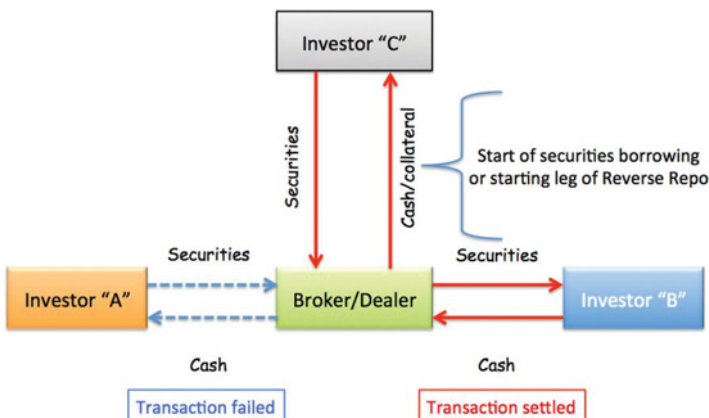 Investor “C”
Securities
Cash/collateral
Start of securities borrowing
or starting leg of Reverse Repo
Securities
Securities
Investor “A”
Broker/Dealer
Investor “B”
Cash
Cash
Transaction failed
Transaction settled